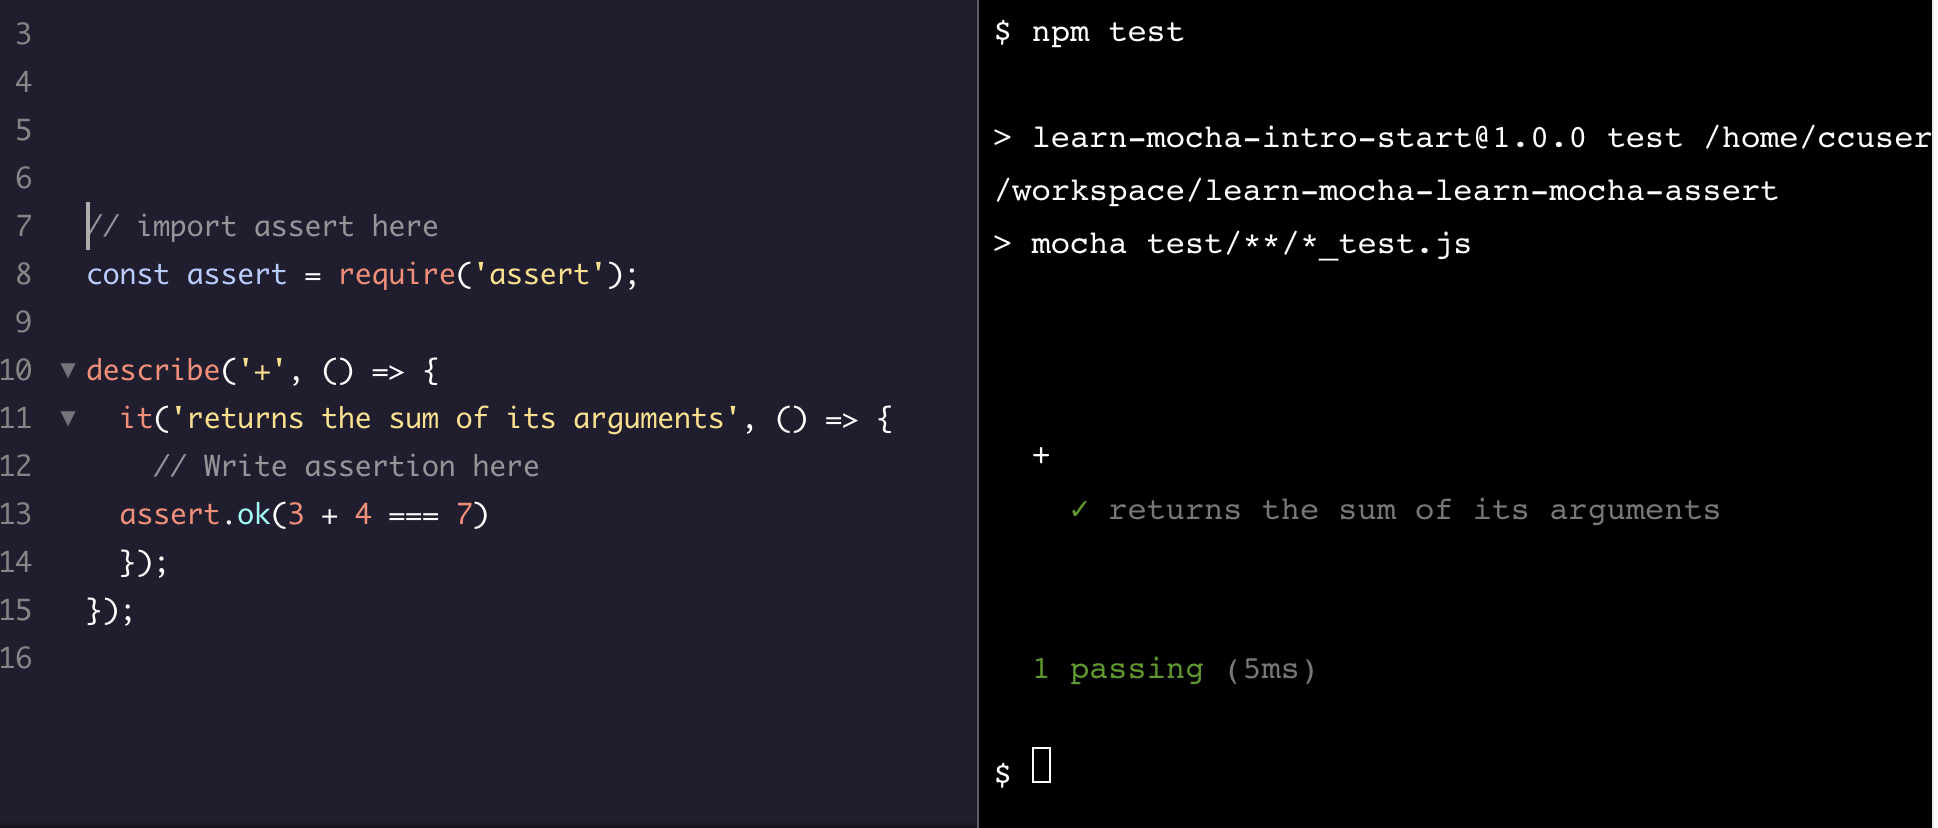 3
4
5
6
7 // import assert here
8 const assert = require('assert');
9
10 ▼ describe('+', () => {
11 ▼   it('returns the sum of its arguments', () => {
12     // Write assertion here
13   assert.ok(3 + 4 === 7)
14   });
15 });
16
$ npm test
> learn-mocha-intro-start@1.0.0 test /home/ccuser
/workspace/learn-mocha-learn-mocha-assert
> mocha test/**/*_test.js
+
✓ returns the sum of its arguments
1 passing (5ms)
$